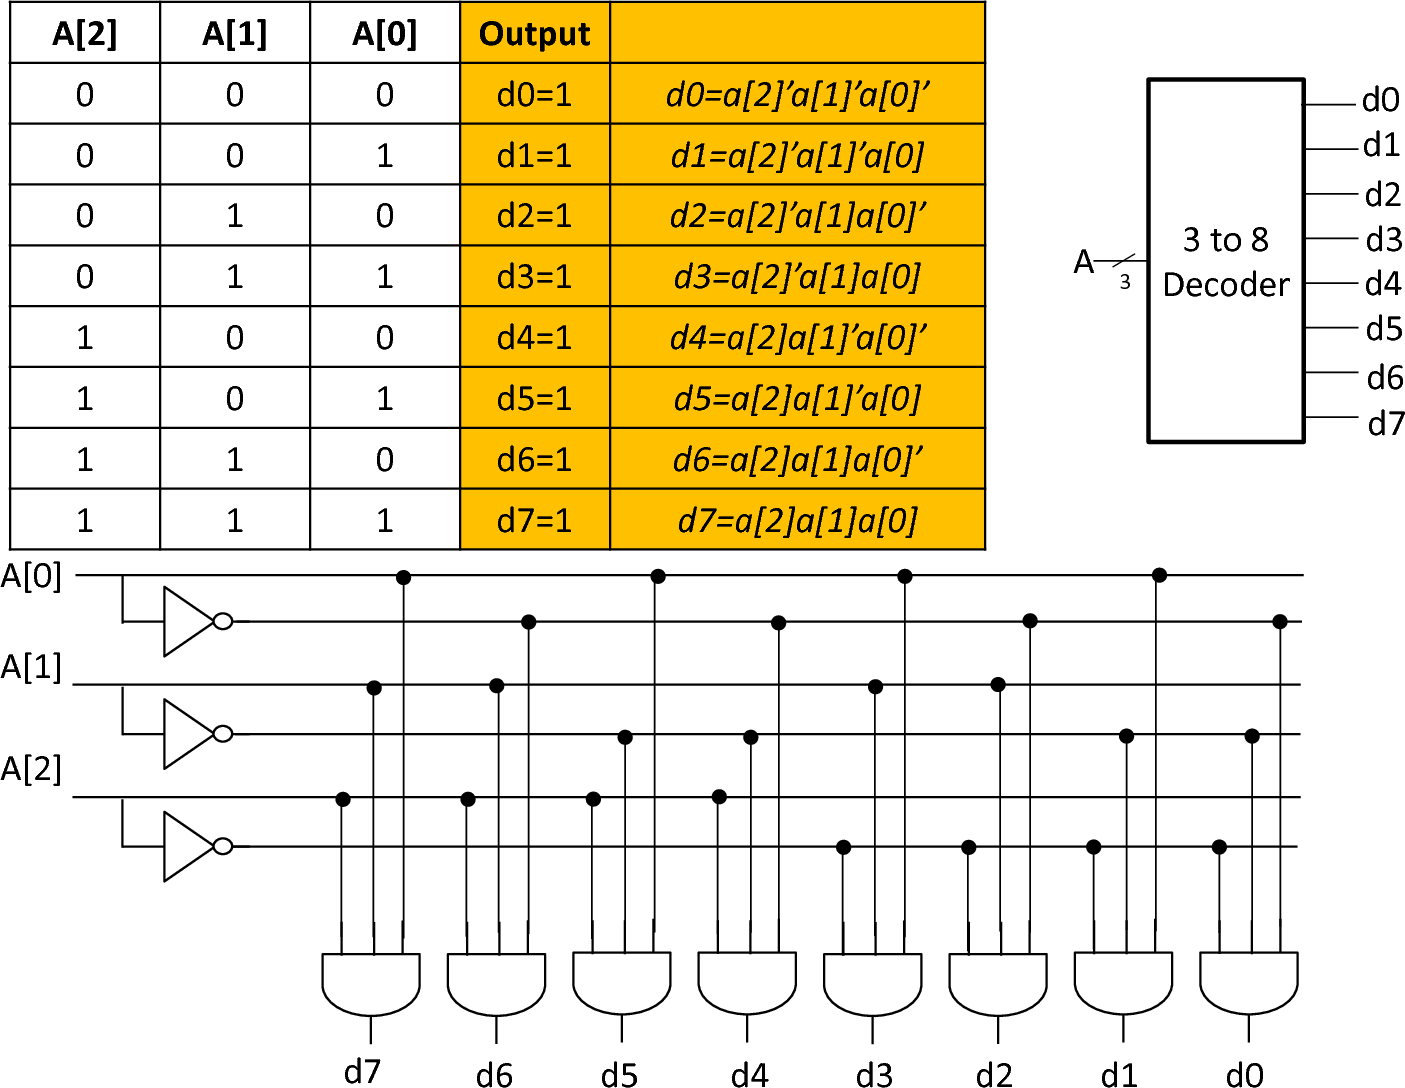 A[2] A[1] A[0] Output
0 0 0 d0=1 d0=a[2]’a[1]’a[0]’
0 0 1 d1=1 d1=a[2]’a[1]’a[0]
0 1 0 d2=1 d2=a[2]’a[1]a[0]’
0 1 1 d3=1 d3=a[2]’a[1]a[0]
1 0 0 d4=1 d4=a[2]a[1]’a[0]’
1 0 1 d5=1 d5=a[2]a[1]’a[0]
1 1 0 d6=1 d6=a[2]a[1]a[0]’
1 1 1 d7=1 d7=a[2]a[1]a[0]
A
3
3 to 8
Decoder
d0
d1
d2
d3
d4
d5
d6
d7
A[0]
A[1]
A[2]
d7 d6 d5 d4 d3 d2 d1 d0